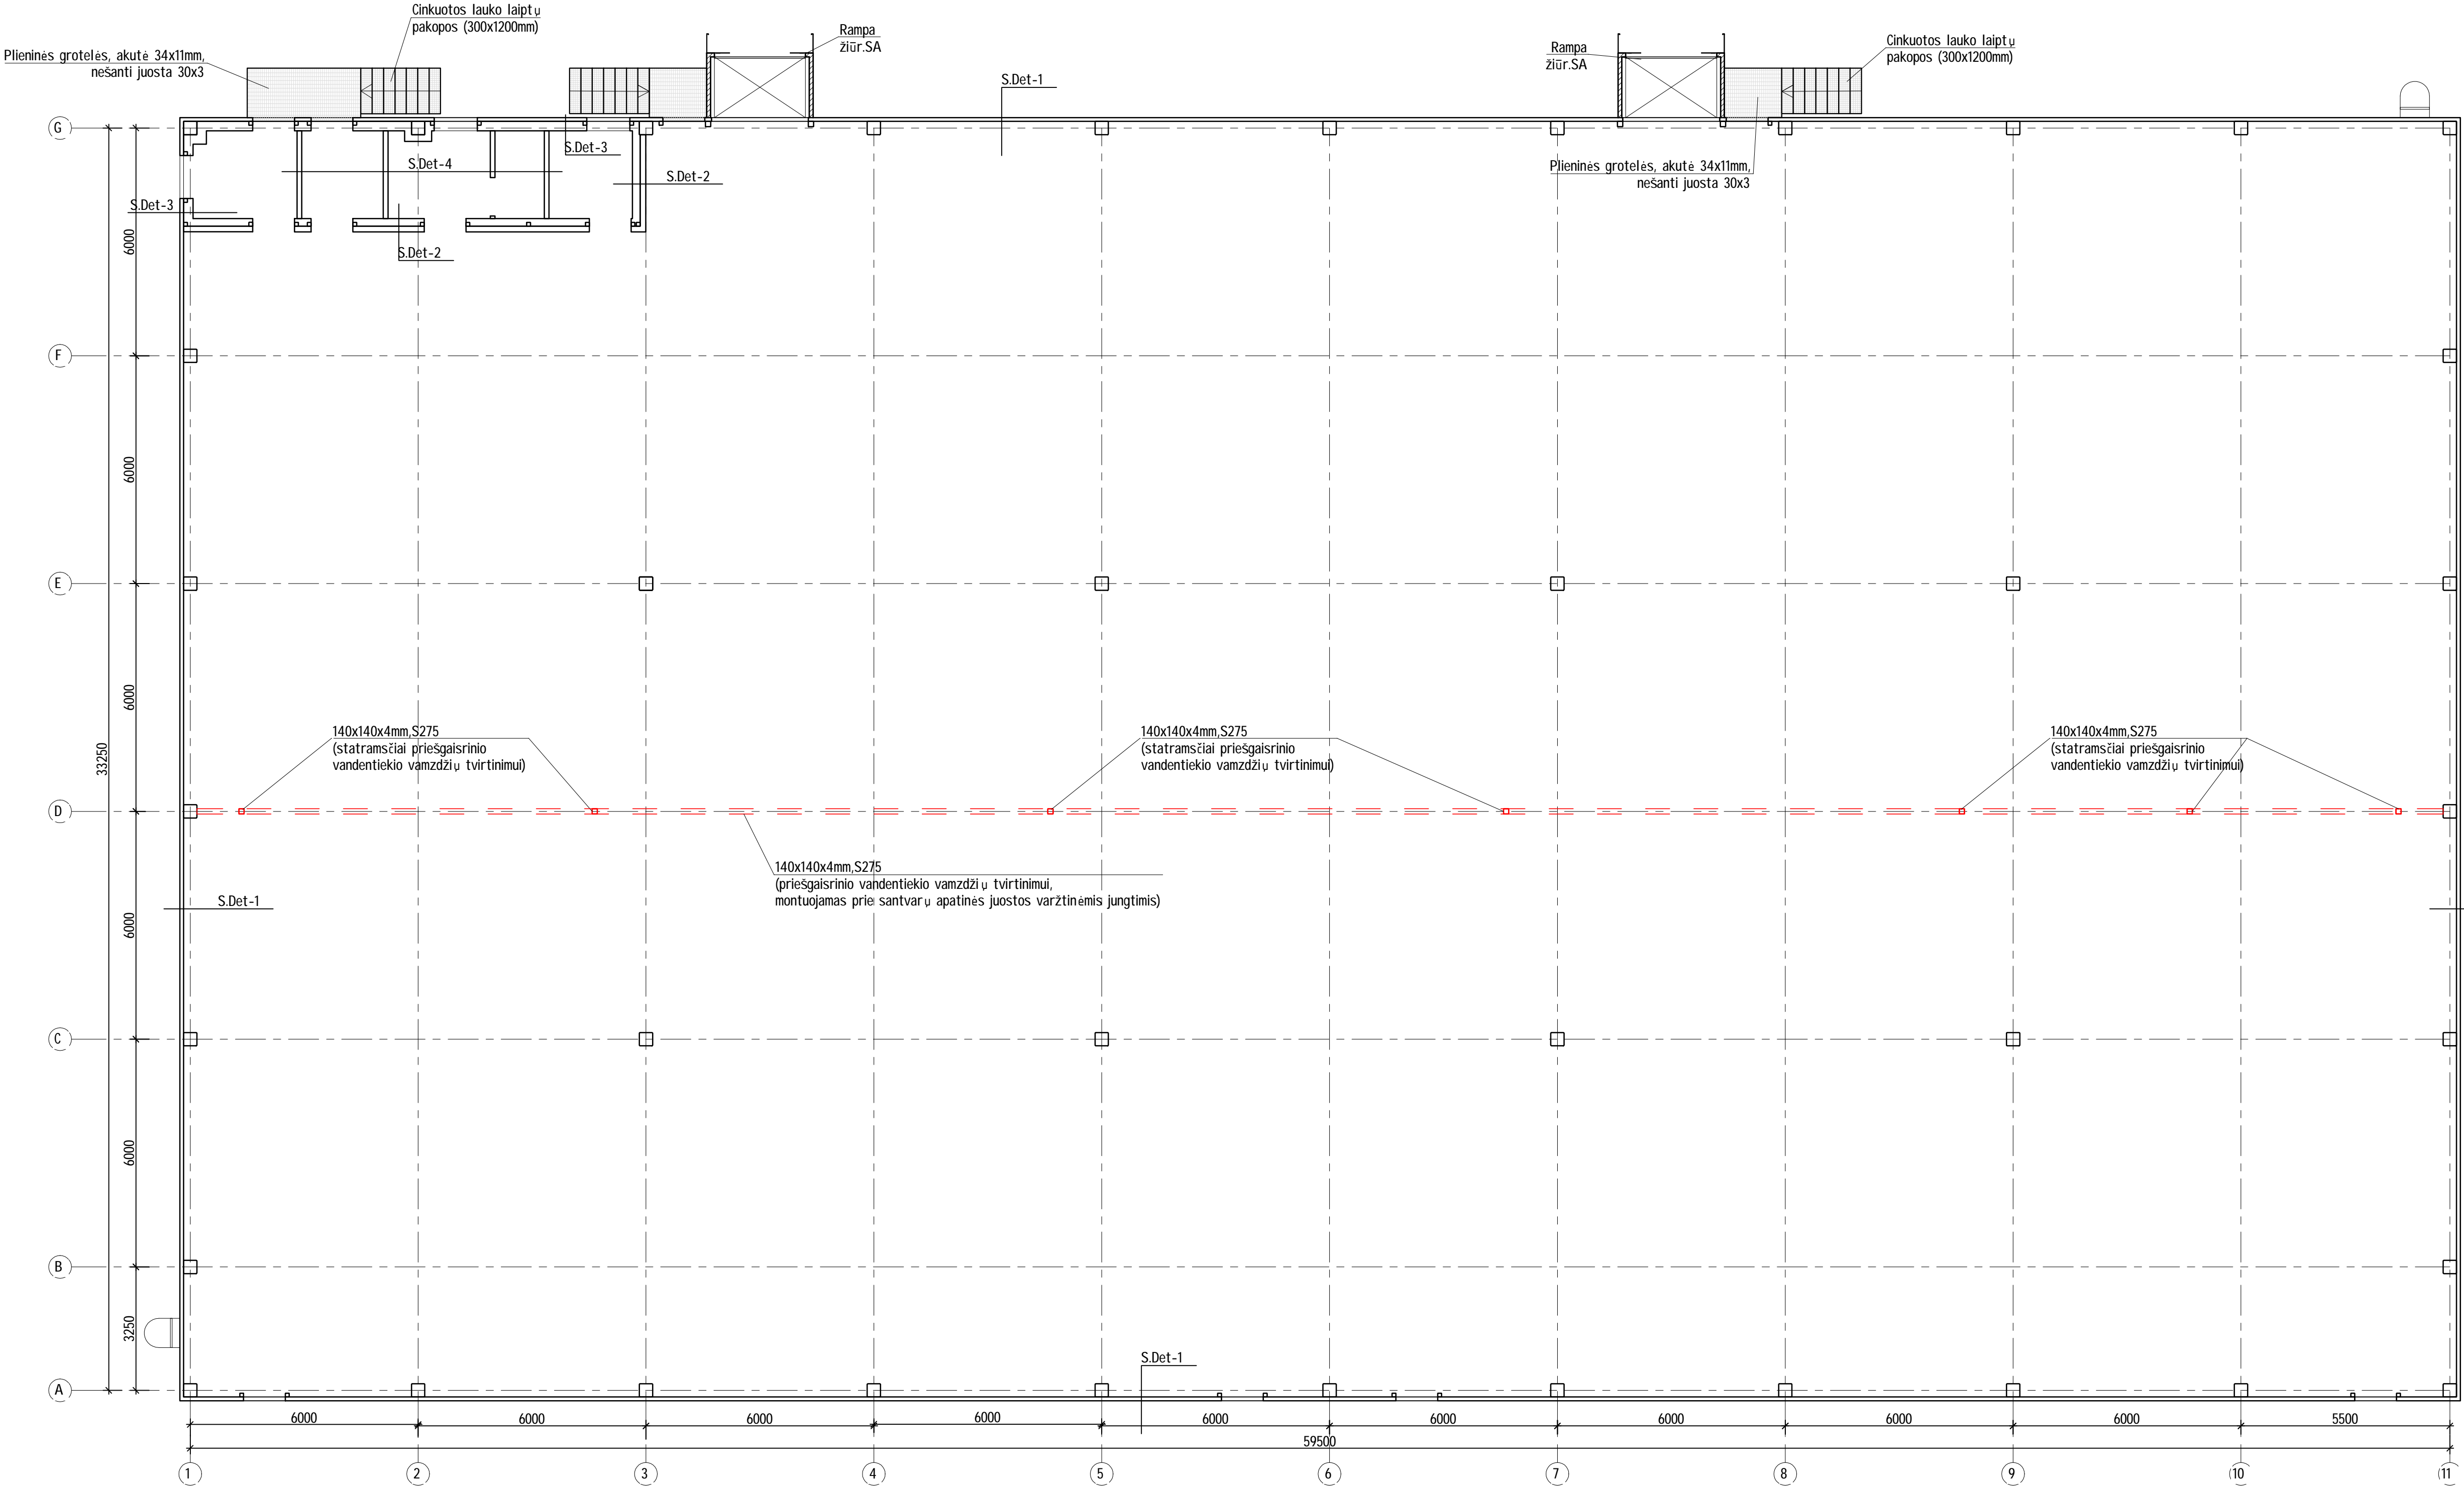 Cinkuotos lauko laiptų
pakopos (300x1200mm)
Plieninės grotelės, akutė 34x11mm,
nešanti juosta 30x3
Rampa
žiūr.SA
S.Det-1
Rampa
žiūr.SA
Cinkuotos lauko laiptų
pakopos (300x1200mm)
G
S.Det-3
S.Det-4
S.Det-2
Plieninės grotelės, akutė 34x11mm,
nešanti juosta 30x3
S.Det-3
6000
S.Det-2
F
6000
E
6000
140x140x4mm,S275
(statramsčiai priešgaisrinio
vandentiekio vamzdžių tvirtinimui)
140x140x4mm,S275
(statramsčiai priešgaisrinio
vandentiekio vamzdžių tvirtinimui)
140x140x4mm,S275
(statramsčiai priešgaisrinio
vandentiekio vamzdžių tvirtinimui)
33250
D
140x140x4mm,S275
(priešgaisrinio vandentiekio vamzdžių tvirtinimui,
montuojamas prie santvarų apatinės juostos varžtinėmis jungtimis)
S.Det-1
6000
C
6000
B
3250
S.Det-1
A
6000
6000
6000
6000
6000
6000
6000
6000
6000
5500
59500
1
2
3
4
5
6
7
8
9
10
11